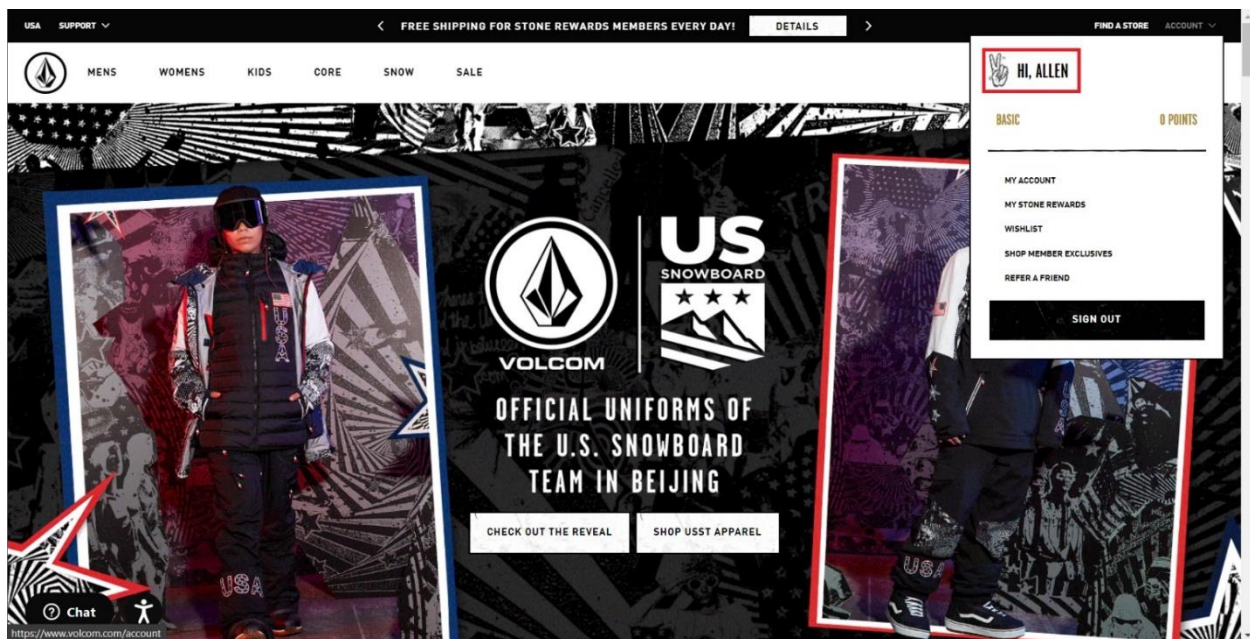 USA SUPPORT
FREE SHIPPING FOR STONE REWARDS MEMBERS EVERY DAY! DETAILS
FIND A STORE ACCOUNT
MENS WOMENS KIDS CORE SNOW SALE
HI, ALLEN
BASIC 0 POINTS
MY ACCOUNT
MY STONE REWARDS
WISHLIST
SHOP MEMBER EXCLUSIVES
REFER A FRIEND
SIGN OUT
VOLCOM
US
SNOWBOARD
OFFICIAL UNIFORMS OF
THE U.S. SNOWBOARD
TEAM IN BEIJING
CHECK OUT THE REVEAL SHOP USST APPAREL
USA
USA
USA
Chat
https://www.volcom.com/account